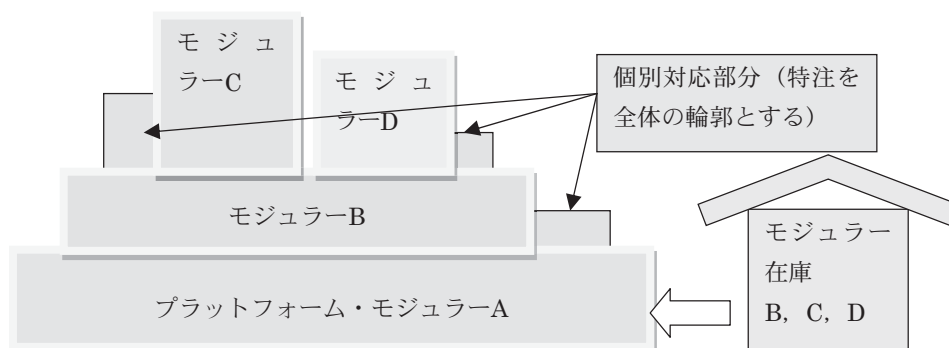 モジュ
ラーC
モジュ
ラーD
個別対応部分（特注を
全体の輪郭とする）
モジュラーB
モジュラー
在庫
B，C，D
プラットフォーム・モジュラーA